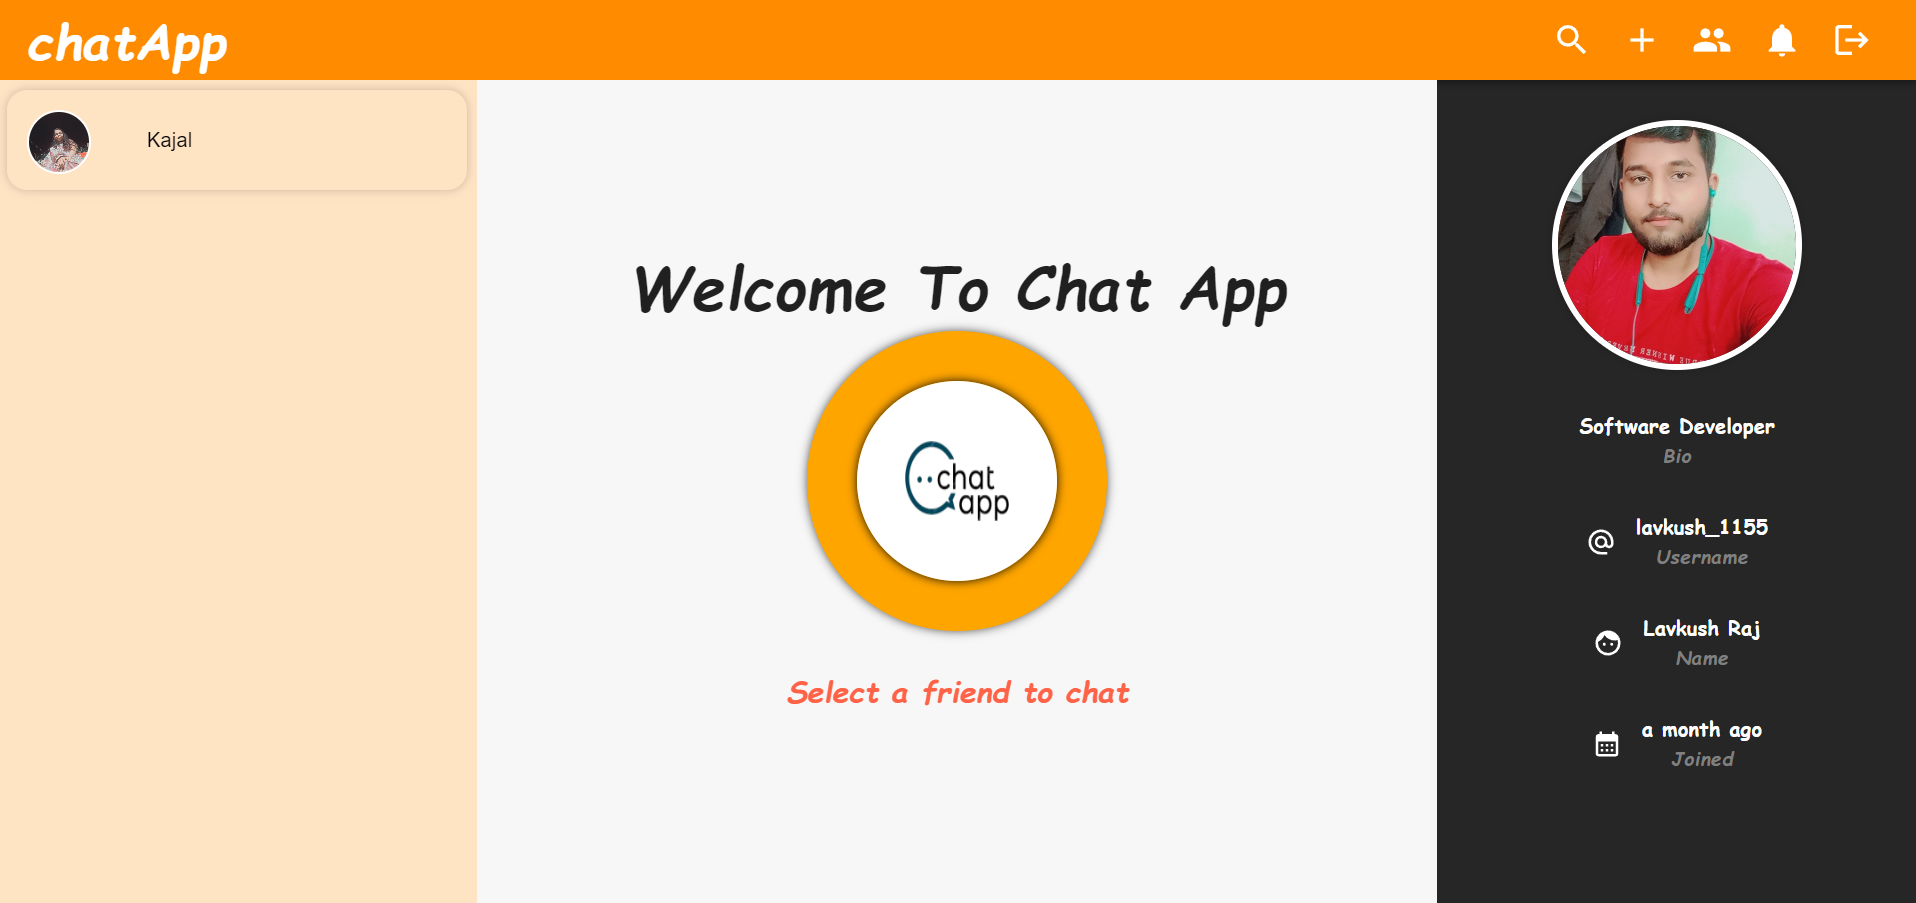 chatApp
Kajal
Welcome To Chat App
chat
app
Select a friend to chat
Software Developer
Bio
lavkush_1155
Username
Lavkush Raj
Name
a month ago
Joined